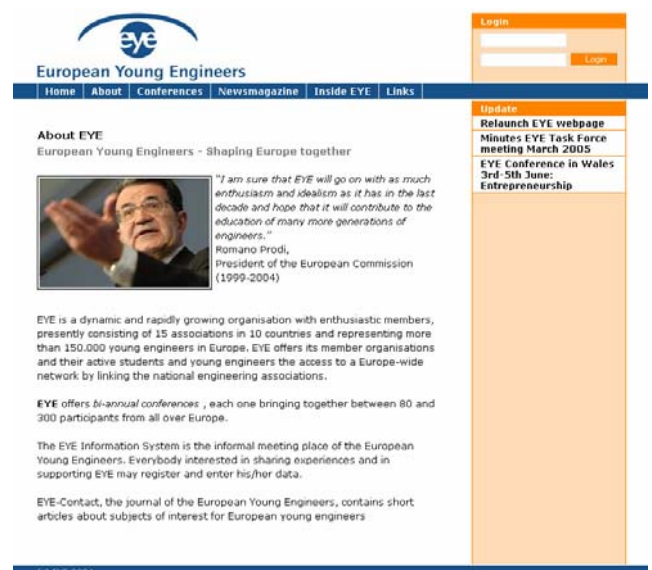 eye
European Young Engineers
Login
Login
Home About Conferences Newsmagazine Inside EYE Links
Update
Relaunch EYE webpage
Minutes EYE Task Force
meeting March 2005
EYE Conference in Wales
3rd-5th June:
Entrepreneurship
About EYE
European Young Engineers - Shaping Europe together
"I am sure that EYE will go on with as much
enthusiasm and idealism as it has in the last
decade and hope that it will contribute to the
education of many more generations of
engineers."
Romano Prodi,
President of the European Commission
(1999-2004)
EYE is a dynamic and rapidly growing organisation with enthusiastic members,
presently consisting of 15 associations in 10 countries and representing more
than 150.000 young engineers in Europe. EYE offers its member organisations
and their active students and young engineers the access to a Europe-wide
network by linking the national engineering associations.
EYE offers bi-annual conferences , each one bringing together between 80 and
300 participants from all over Europe.
The EYE Information System is the informal meeting place of the European
Young Engineers. Everybody interested in sharing experiences and in
supporting EYE may register and enter his/her data.
EYE-Contact, the journal of the European Young Engineers, contains short
articles about subjects of interest for European young engineers